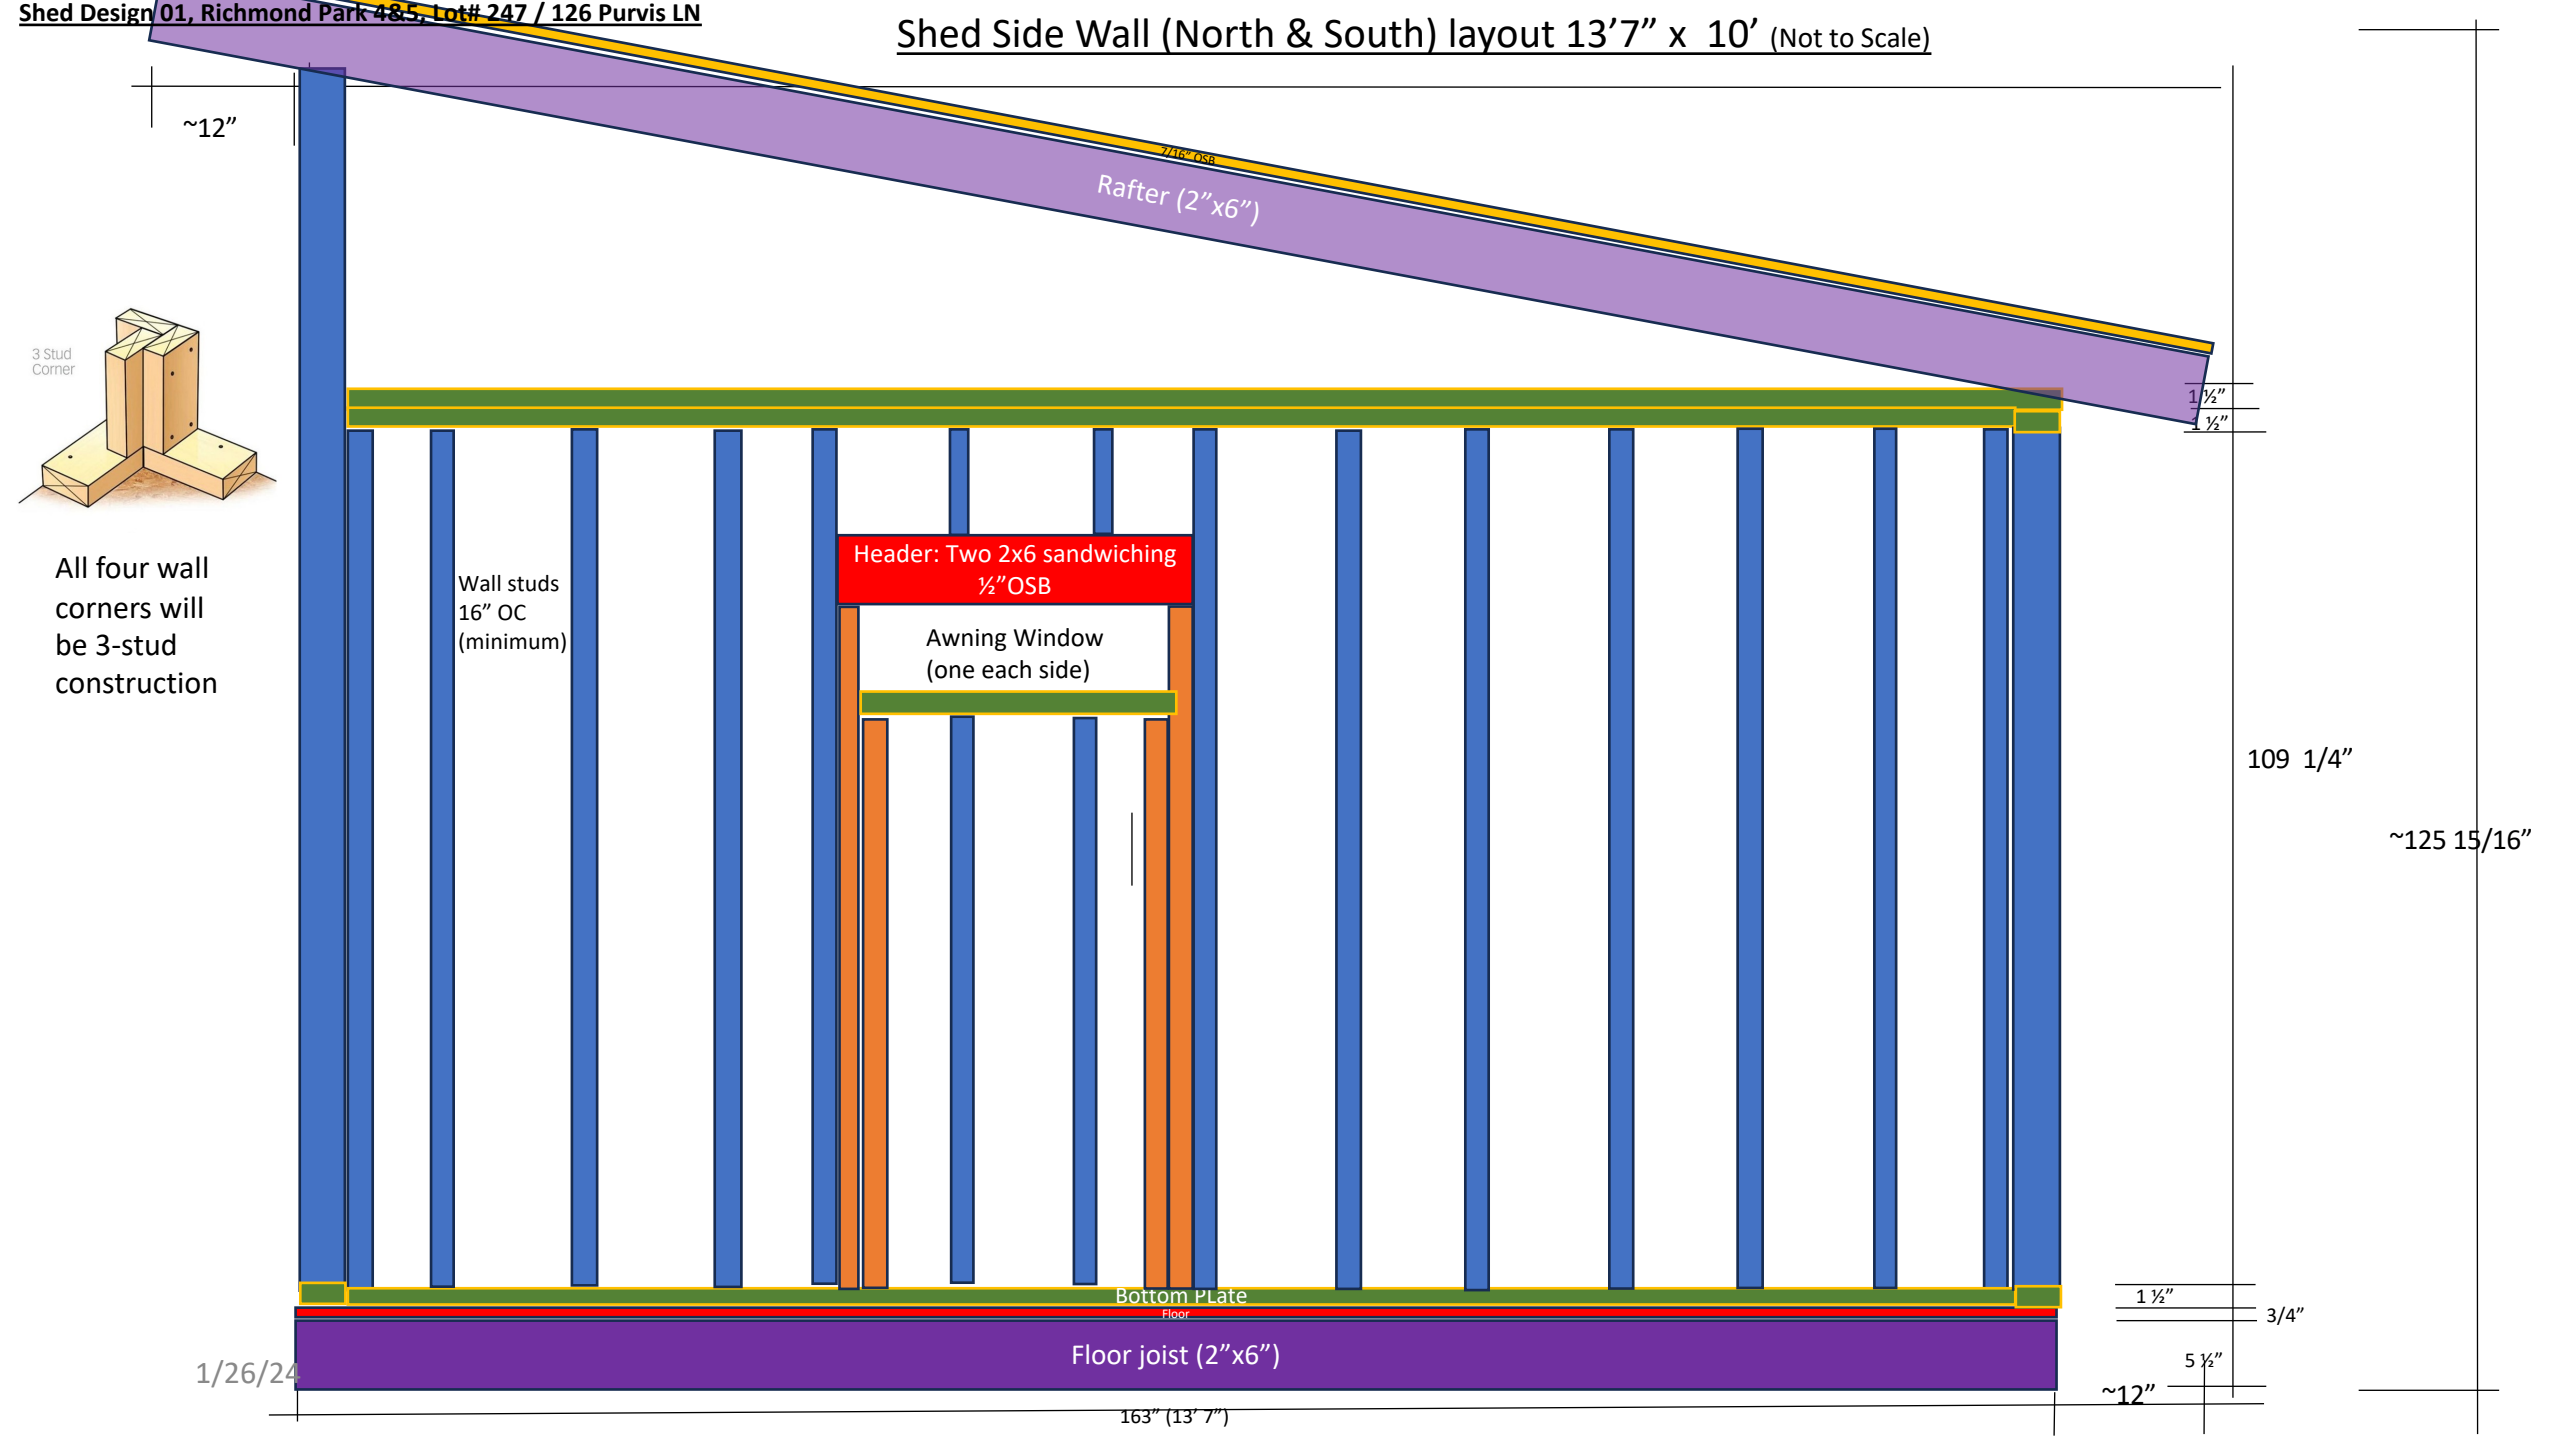 Shed Design 01, Richmond Park 4&5, Lot# 247 / 126 Purvis LN
Shed Side Wall (North & South) layout 13’7” x 10’ (Not to Scale)
~12”
7/16” OSB
Rafter (2”x6”)
3 Stud
Corner
1 ½”
1 ½”
All four wall
corners will
be 3-stud
construction
Wall studs
16” OC
(minimum)
Header: Two 2x6 sandwiching
½”OSB
Awning Window
(one each side)
109 1/4”
~125 15/16”
Bottom PLate
Floor
1 ½”
3/4”
Floor joist (2”x6”)
5 ½”
1/26/24
~12”
163” (13’ 7”)